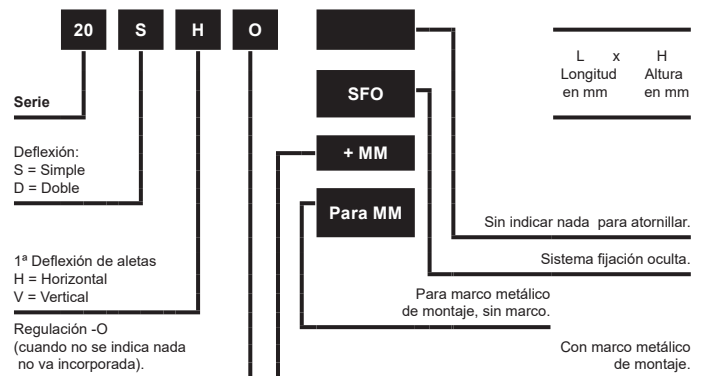 20 S H O
L x H
Longitud Altura
en mm en mm
SFO
Serie
+ MM
Deflexión:
S = Simple
D = Doble
Para MM
Sin indicar nada para atornillar.
Sistema fijación oculta.
1ª Deflexión de aletas
H = Horizontal
V = Vertical
Para marco metálico
de montaje, sin marco.
Regulación -O
(cuando no se indica nada
no va incorporada).
Con marco metálico
de montaje.